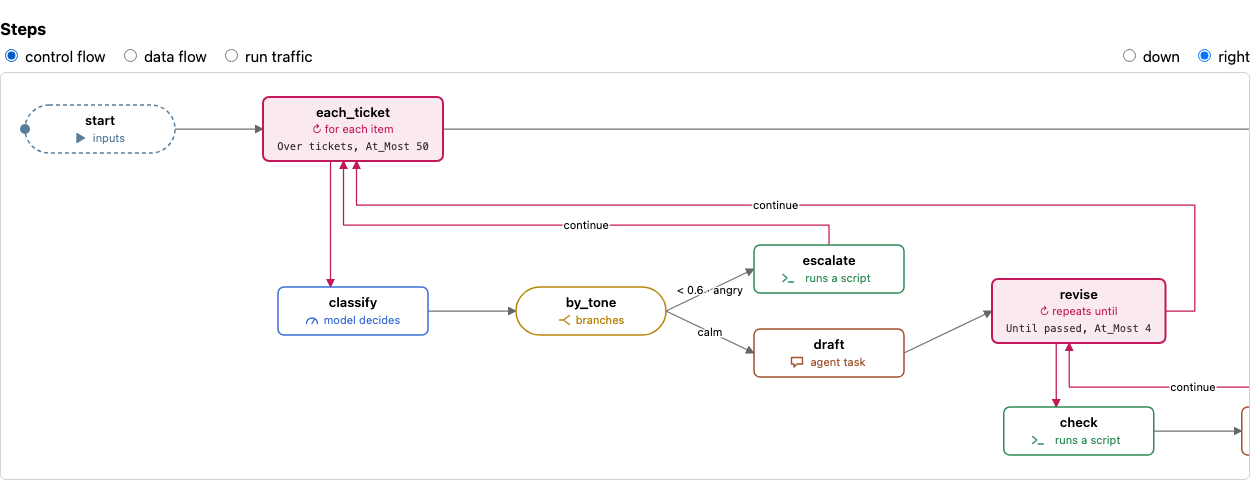 Steps
control flow
data flow
run traffic
down
right
start
inputs
each_ticket
for each item
Over tickets, At_Most 50
continue
continue
escalate
runs a script
< 0.6 · angry
classify
model decides
by_tone
branches
calm
draft
agent task
revise
repeats until
Until passed, At_Most 4
continue
check
runs a script